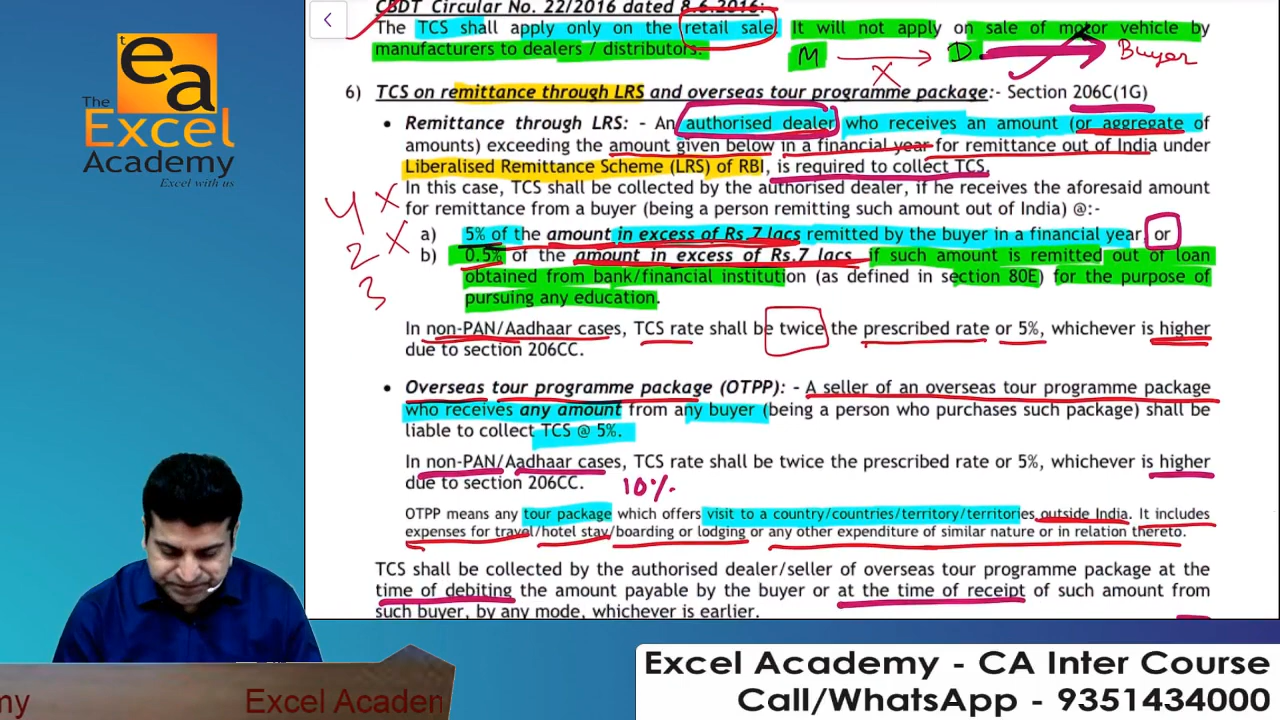 CBDT Circular No. 22/2016 dated 8.6.2016:
The TCS shall apply only on the retail sale. It will not apply on sale of motor vehicle by
manufacturers to dealers / distributors.
M X D Buyer
6) TCS on remittance through LRS and overseas tour programme package:- Section 206C(1G)
• Remittance through LRS: - An authorised dealer who receives an amount (or aggregate of
amounts) exceeding the amount given below in a financial year for remittance out of India under
Liberalised Remittance Scheme (LRS) of RBI, is required to collect TCS.
In this case, TCS shall be collected by the authorised dealer, if he receives the aforesaid amount
for remittance from a buyer (being a person remitting such amount out of India) @:-
4 X
2 X
3
a) 5% of the amount in excess of Rs.7 lacs remitted by the buyer in a financial year, or
b) 0.5% of the amount in excess of Rs.7 lacs, if such amount is remitted out of loan
obtained from bank/financial institution (as defined in section 80E) for the purpose of
pursuing any education.
In non-PAN/Aadhaar cases, TCS rate shall be twice the prescribed rate or 5%, whichever is higher
due to section 206CC.
• Overseas tour programme package (OTPP): - A seller of an overseas tour programme package
who receives any amount from any buyer (being a person who purchases such package) shall be
liable to collect TCS @ 5%.
In non-PAN/Aadhaar cases, TCS rate shall be twice the prescribed rate or 5%, whichever is higher
due to section 206CC.
10%
OTPP means any tour package which offers visit to a country/countries/territory/territories outside India. It includes
expenses for travel/hotel stay/boarding or lodging or any other expenditure of similar nature or in relation thereto.
TCS shall be collected by the authorised dealer/seller of overseas tour programme package at the
time of debiting the amount payable by the buyer or at the time of receipt of such amount from
such buyer, by any mode, whichever is earlier.
t
ea
The
Excel
Academy
Excel with us
my Excel Academ
Excel Academy - CA Inter Course
Call/WhatsApp - 9351434000